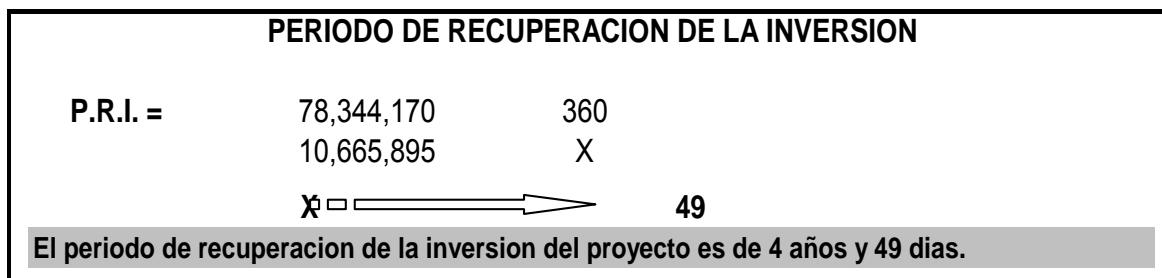 PERIODO DE RECUPERACION DE LA INVERSION
P.R.I. = 78,344,170 360
10,665,895 X
X 49
El periodo de recuperacion de la inversion del proyecto es de 4 años y 49 dias.